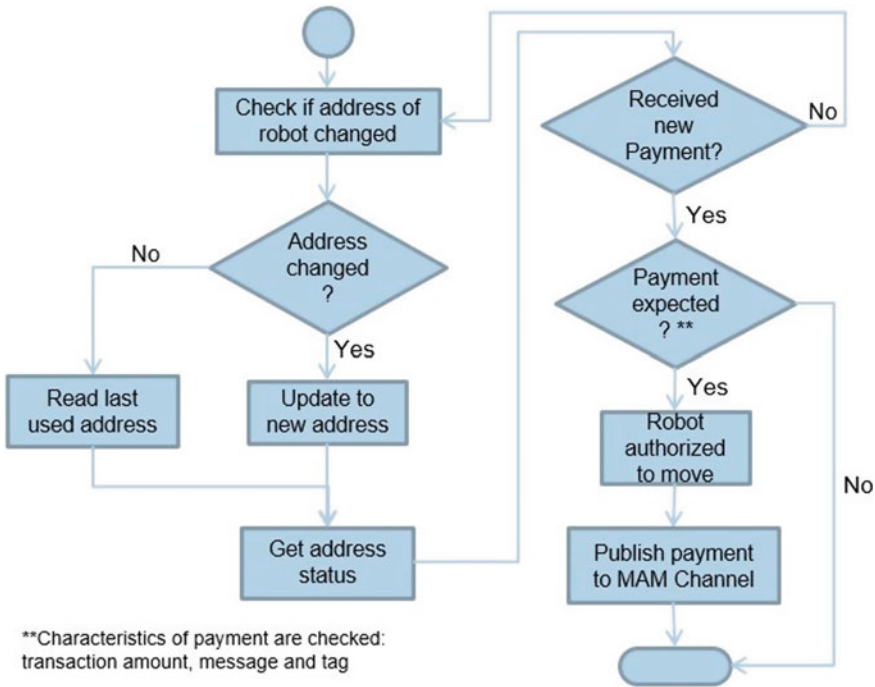 Check if address of
robot changed
Address
changed
?
No
Yes
Read last
used address
Update to
new address
Get address
status
Received
new
Payment?
No
Yes
Payment
expected
? **
Yes
No
Robot
authorized
to move
Publish payment
to MAM Channel
**Characteristics of payment are checked:
transaction amount, message and tag